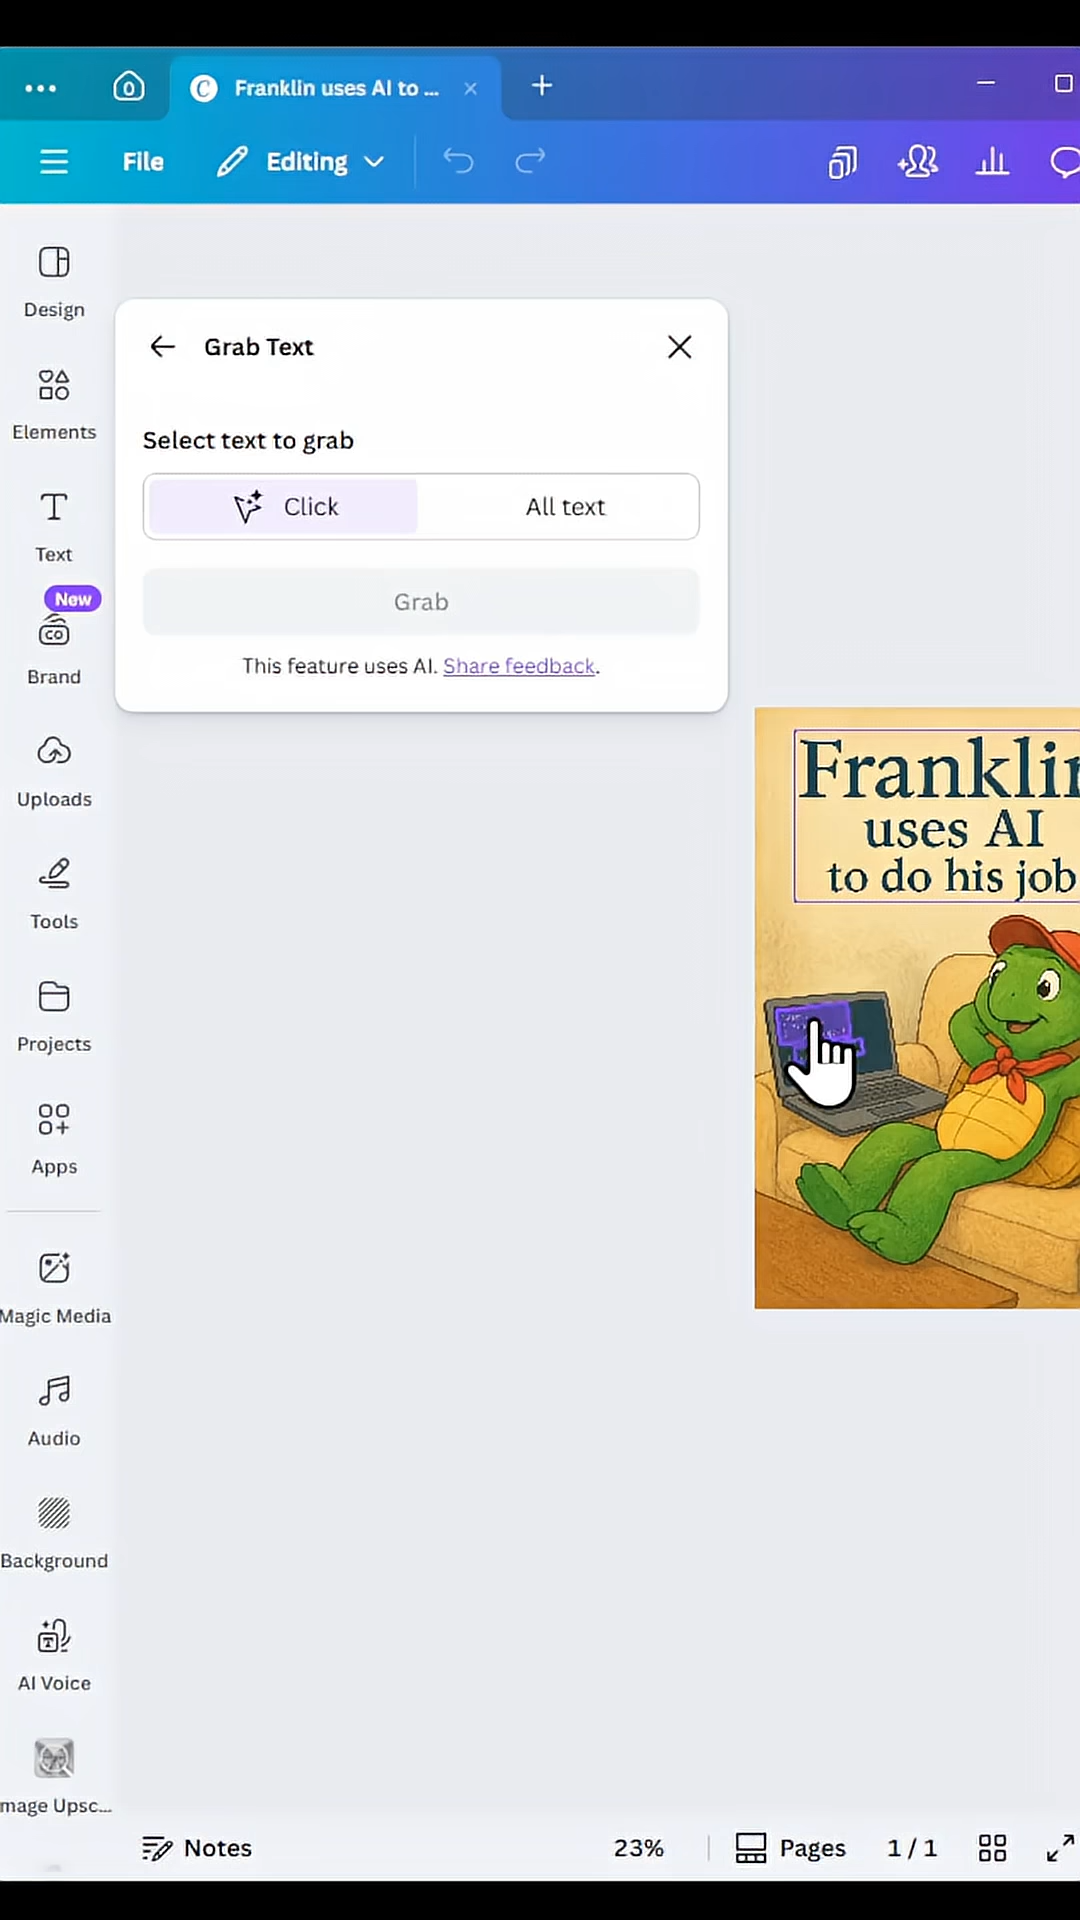 Franklin uses AI to ...
File
Editing
Design
Elements
Text
New
Brand
Uploads
Tools
Projects
Apps
Magic Media
Audio
Background
AI Voice
mage Upsc...
Grab Text
Select text to grab
Click
All text
Grab
This feature uses AI. Share feedback.
Franklin
uses AI
to do his job
Notes
23%
Pages
1 / 1